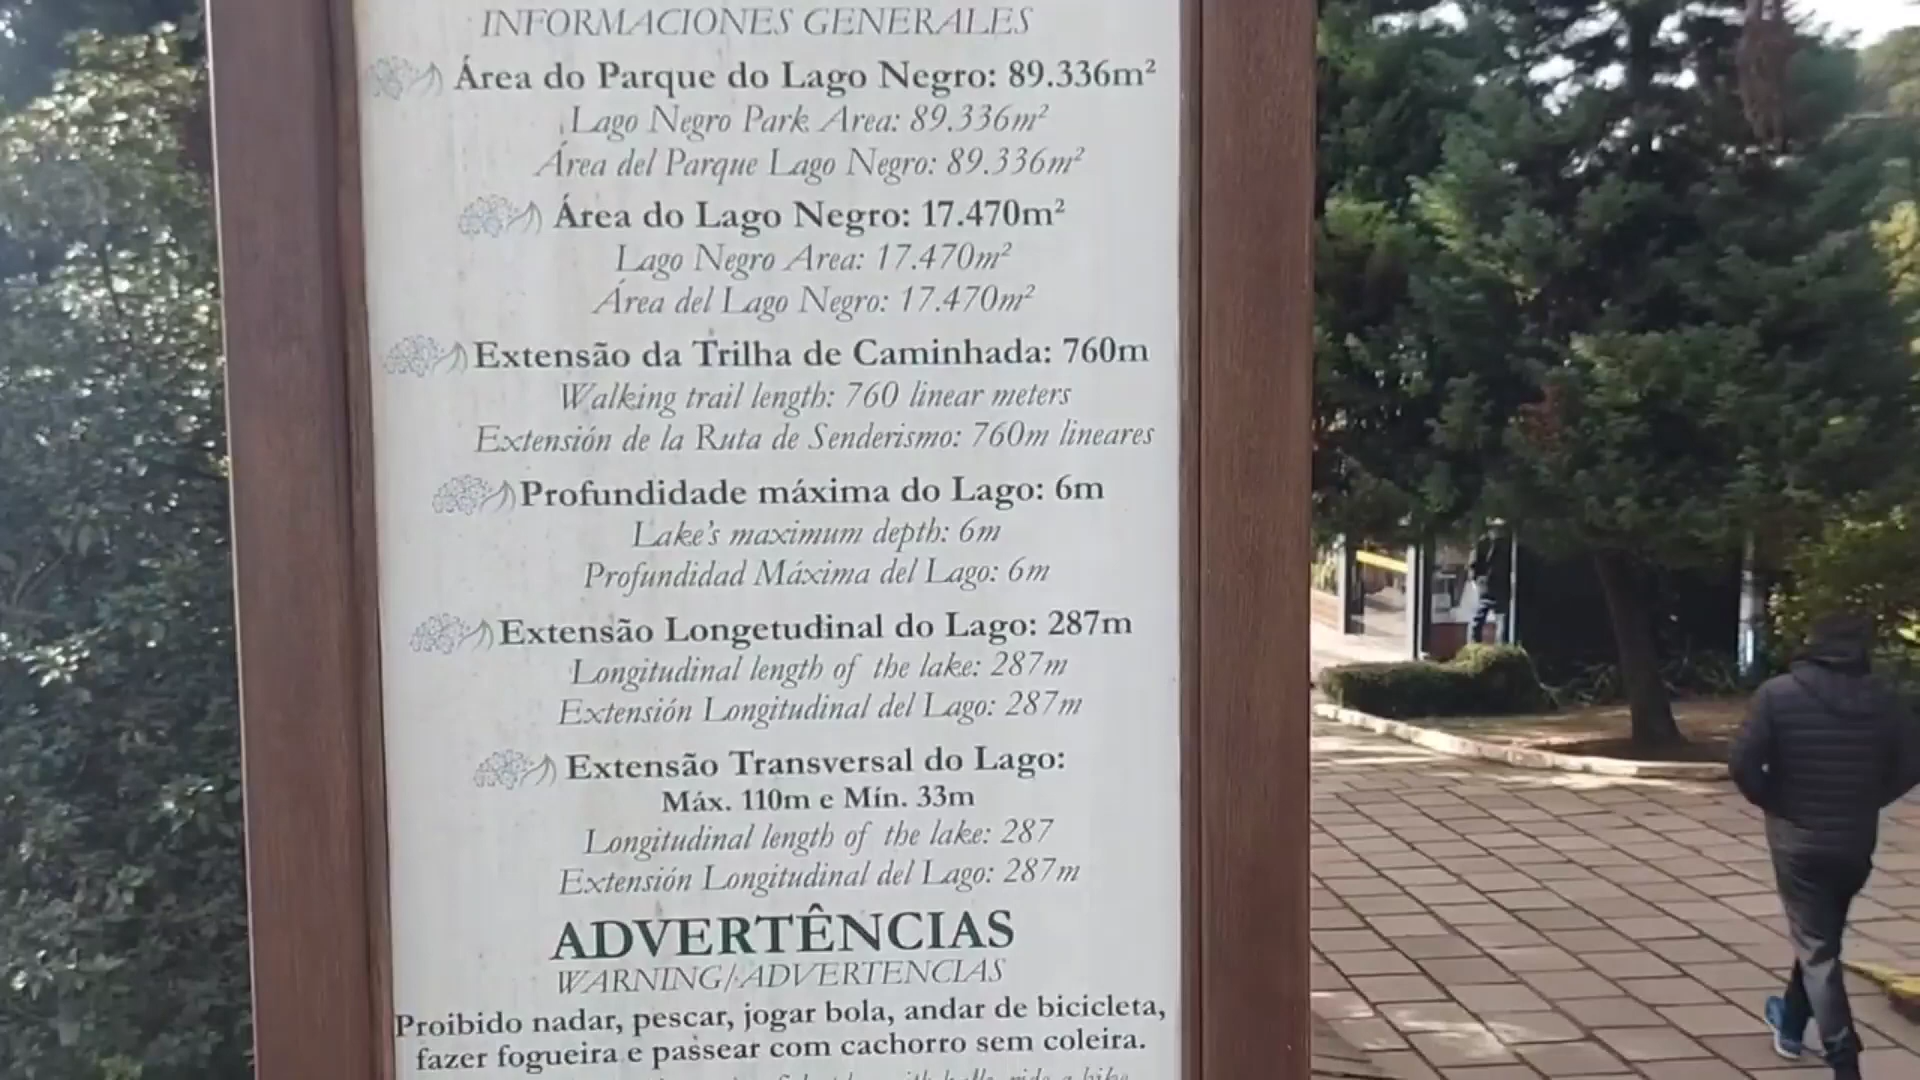 INFORMACIONES GENERALES
Área do Parque do Lago Negro: 89.336m²
Lago Negro Park Area: 89.336m²
Área del Parque Lago Negro: 89.336m²
Área do Lago Negro: 17.470m²
Lago Negro Area: 17.470m²
Área del Lago Negro: 17.470m²
Extensão da Trilha de Caminhada: 760m
Walking trail length: 760 linear meters
Extensión de la Ruta de Senderismo: 760m lineares
Profundidade máxima do Lago: 6m
Lake's maximum depth: 6m
Profundidad Máxima del Lago: 6m
Extensão Longetudinal do Lago: 287m
Longitudinal length of the lake: 287m
Extensión Longitudinal del Lago: 287m
Extensão Transversal do Lago:
Máx. 110m e Mín. 33m
Longitudinal length of the lake: 287
Extensión Longitudinal del Lago: 287m
ADVERTÊNCIAS
WARNING/ADVERTENCIAS
Proibido nadar, pescar, jogar bola, andar de bicicleta,
fazer fogueira e passear com cachorro sem coleira.